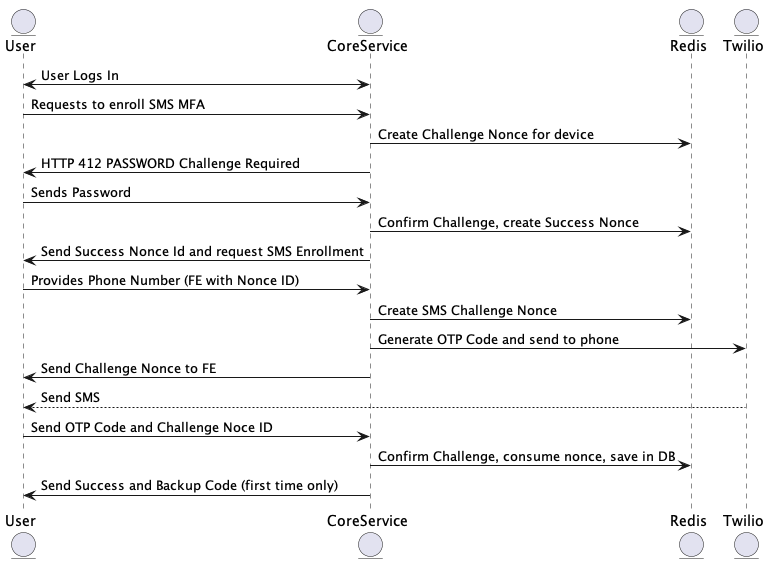 User CoreService Redis Twilio
User Logs In
Requests to enroll SMS MFA
Create Challenge Nonce for device
HTTP 412 PASSWORD Challenge Required
Sends Password
Confirm Challenge, create Success Nonce
Send Success Nonce Id and request SMS Enrollment
Provides Phone Number (FE with Nonce ID)
Create SMS Challenge Nonce
Generate OTP Code and send to phone
Send Challenge Nonce to FE
Send SMS
Send OTP Code and Challenge Noce ID
Confirm Challenge, consume nonce, save in DB
Send Success and Backup Code (first time only)
User CoreService Redis Twilio